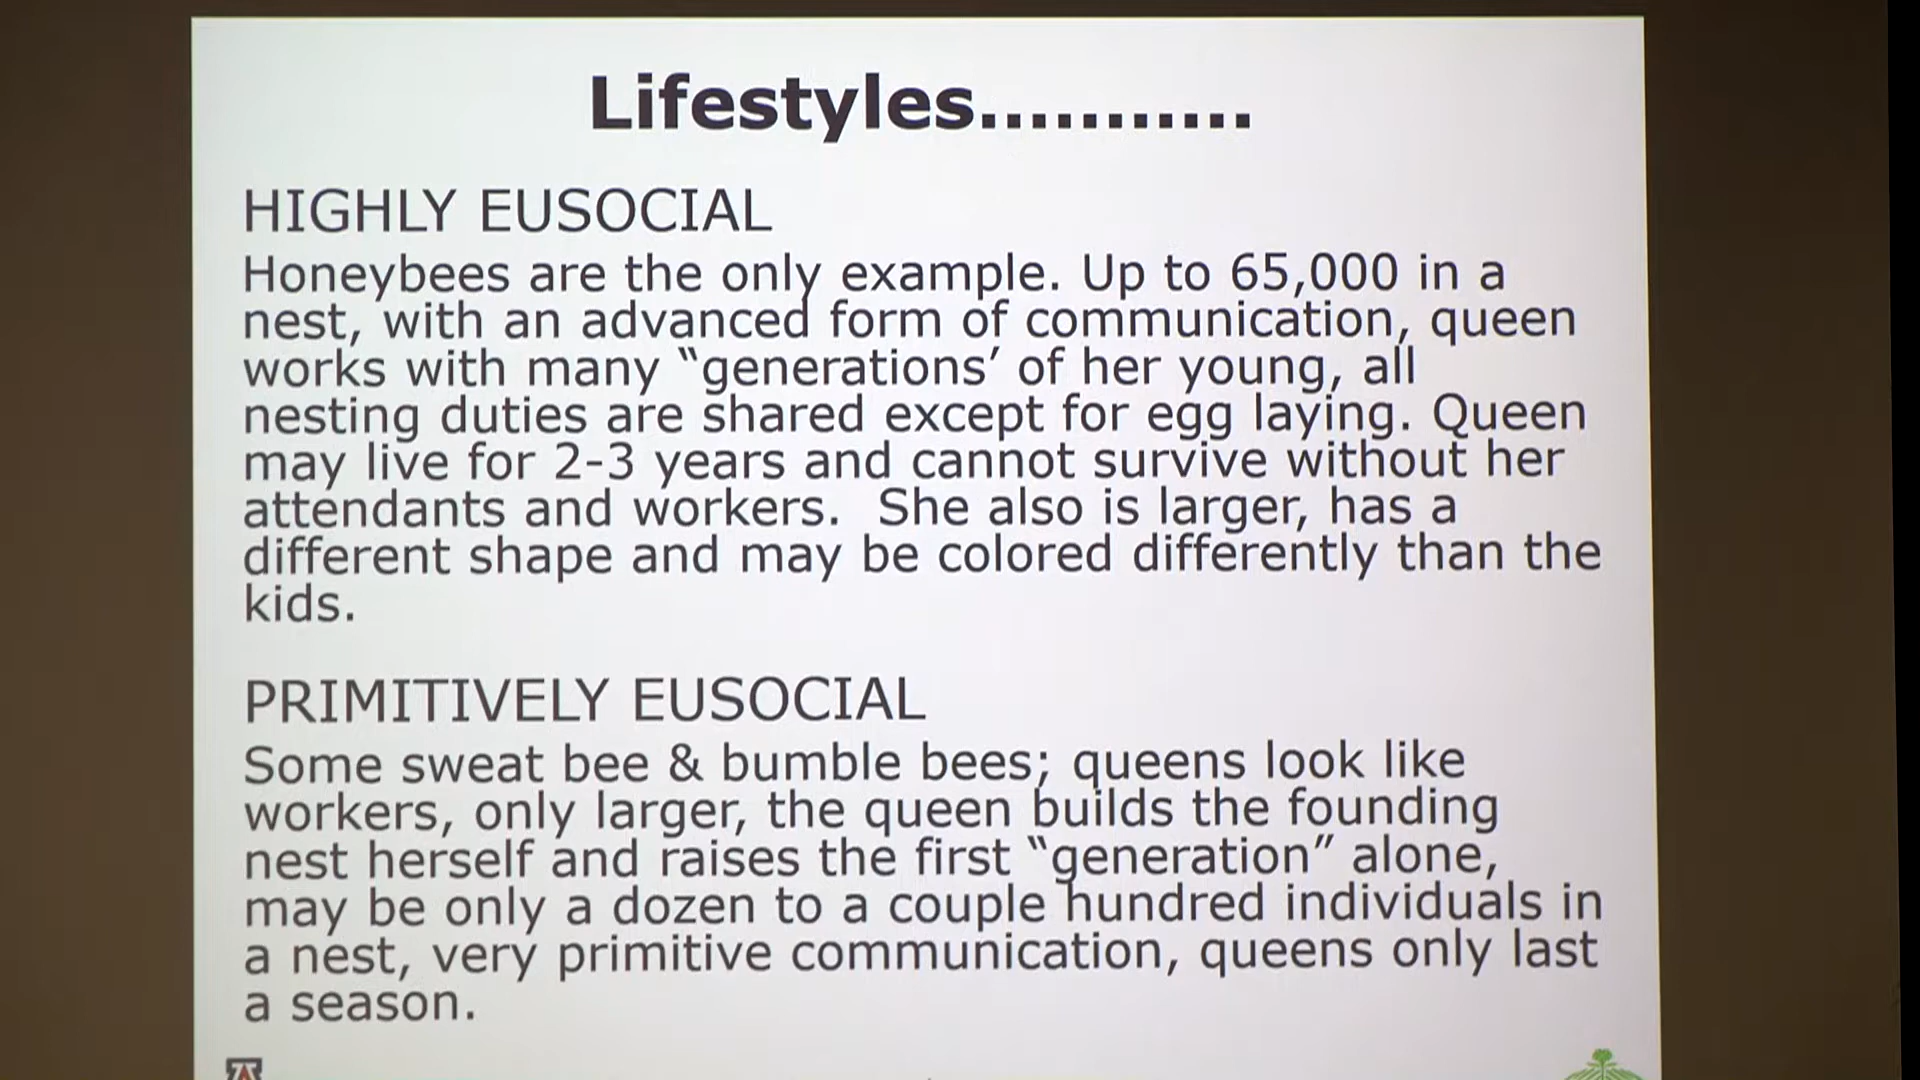 Lifestyles...........
HIGHLY EUSOCIAL
Honeybees are the only example. Up to 65,000 in a
nest, with an advanced form of communication, queen
works with many “generations’ of her young, all
nesting duties are shared except for egg laying. Queen
may live for 2-3 years and cannot survive without her
attendants and workers.  She also is larger, has a
different shape and may be colored differently than the
kids.
PRIMITIVELY EUSOCIAL
Some sweat bee & bumble bees; queens look like
workers, only larger, the queen builds the founding
nest herself and raises the first “generation” alone,
may be only a dozen to a couple hundred individuals in
a nest, very primitive communication, queens only last
a season.
A